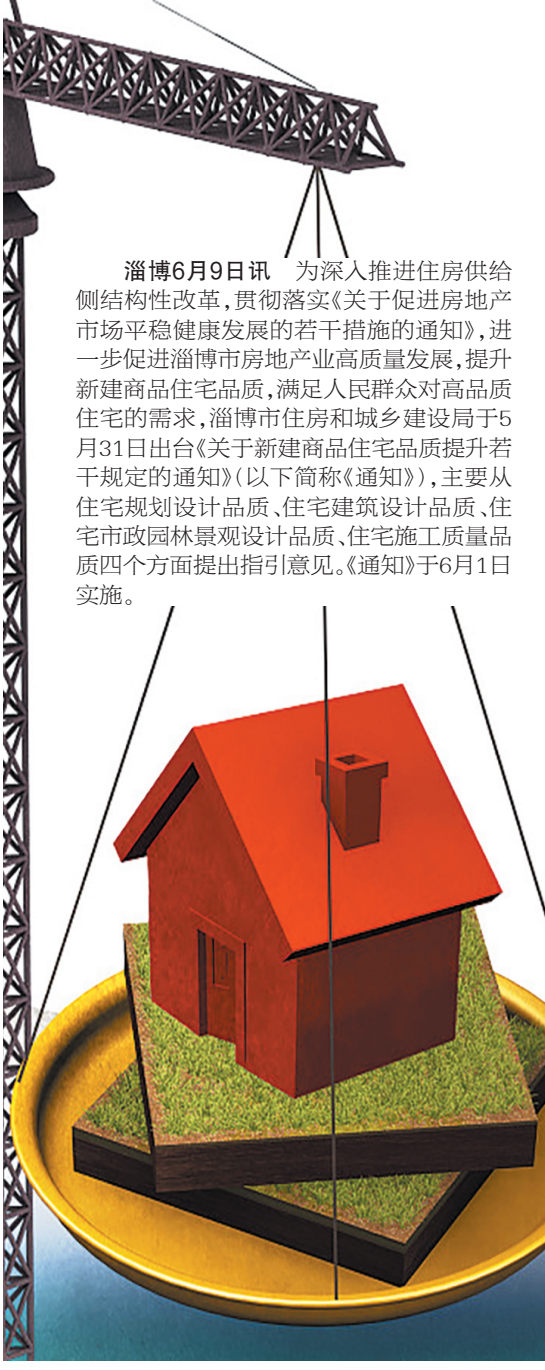 淄博6月9日讯　为深入推进住房供给
侧结构性改革,贯彻落实《关于促进房地产
市场平稳健康发展的若干措施的通知》,进
一步促进淄博市房地产业高质量发展,提升
新建商品住宅品质,满足人民群众对高品质
住宅的需求,淄博市住房和城乡建设局于5
月31日出台《关于新建商品住宅品质提升若
干规定的通知》(以下简称《通知》),主要从
住宅规划设计品质、住宅建筑设计品质、住
宅市政园林景观设计品质、住宅施工质量品
质四个方面提出指引意见。《通知》于6月1日
实施。